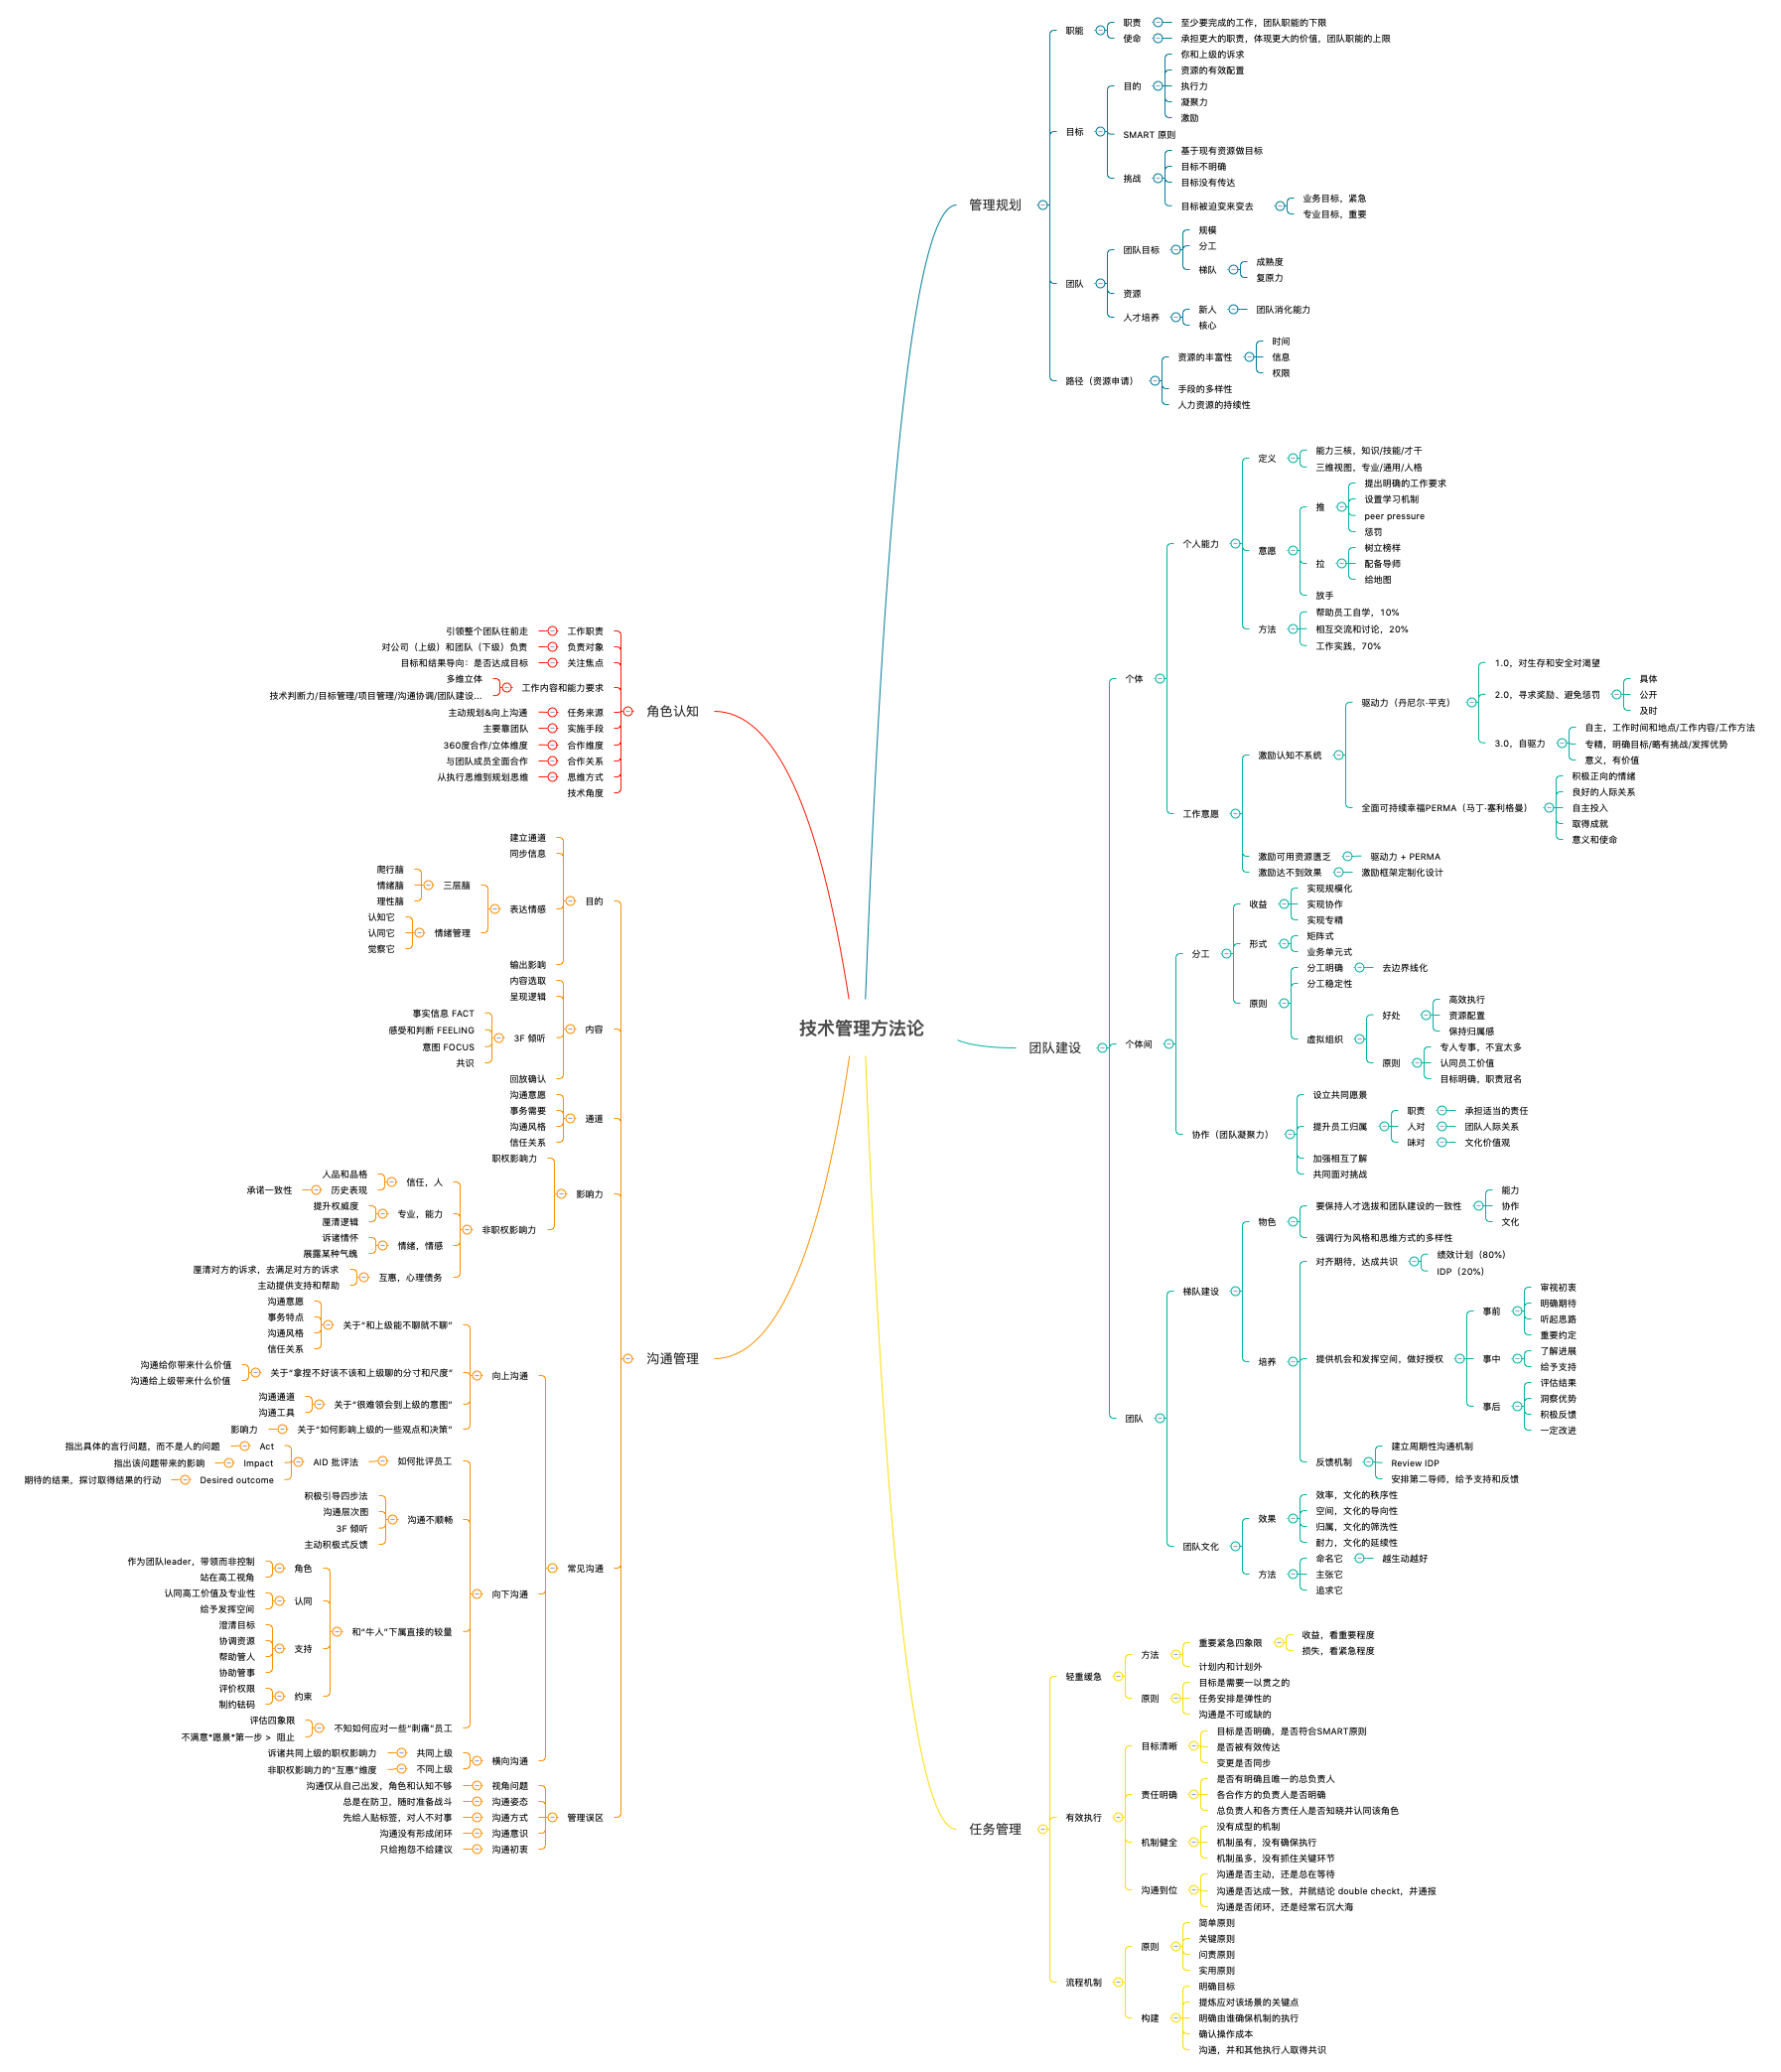 技术管理方法论
管理规划
职能
职责
至少要完成的工作，团队职能的下限
使命
承担更大的职责，体现更大的价值，团队职能的上限
目标
目的
你和上级的诉求
资源的有效配置
执行力
凝聚力
激励
SMART 原则
挑战
基于现有资源做目标
目标不明确
目标没有传达
目标被迫变来变去
业务目标，紧急
专业目标，重要
团队
团队目标
规模
分工
梯队
成熟度
复原力
资源
人才培养
新人
团队消化能力
核心
路径（资源申请）
资源的丰富性
时间
信息
权限
手段的多样性
人力资源的持续性
团队建设
个体
个人能力
定义
能力三核，知识/技能/才干
三维视图，专业/通用/人格
意愿
推
提出明确的工作要求
设置学习机制
peer pressure
惩罚
拉
树立榜样
配备导师
给地图
放手
方法
帮助员工自学，10%
相互交流和讨论，20%
工作实践，70%
工作意愿
激励认知不系统
驱动力（丹尼尔·平克）
1.0，对生存和安全对渴望
2.0，寻求奖励、避免惩罚
具体
公开
及时
3.0，自驱力
自主，工作时间和地点/工作内容/工作方法
专精，明确目标/略有挑战/发挥优势
意义，有价值
全面可持续幸福PERMA（马丁·塞利格曼）
积极正向的情绪
良好的人际关系
自主投入
取得成就
意义和使命
激励可用资源匮乏
驱动力 + PERMA
激励达不到效果
激励框架定制化设计
个体间
分工
收益
实现规模化
实现协作
实现专精
形式
矩阵式
业务单元式
原则
分工明确
去边界线化
分工稳定性
虚拟组织
好处
高效执行
资源配置
保持归属感
原则
专人专事，不宜太多
认同员工价值
目标明确，职责冠名
协作（团队凝聚力）
设立共同愿景
提升员工归属
职责
承担适当的责任
人对
团队人际关系
味对
文化价值观
加强相互了解
共同面对挑战
团队
梯队建设
物色
要保持人才选拔和团队建设的一致性
能力
协作
文化
强调行为风格和思维方式的多样性
培养
对齐期待，达成共识
绩效计划（80%）
IDP（20%）
提供机会和发挥空间，做好授权
事前
审视初衷
明确期待
听起思路
重要约定
事中
了解进展
给予支持
事后
评估结果
洞察优势
积极反馈
一定改进
反馈机制
建立周期性沟通机制
Review IDP
安排第二导师，给予支持和反馈
团队文化
效果
效率，文化的秩序性
空间，文化的导向性
归属，文化的筛洗性
耐力，文化的延续性
方法
命名它
越生动越好
主张它
追求它
任务管理
轻重缓急
方法
重要紧急四象限
收益，看重要程度
损失，看紧急程度
计划内和计划外
原则
目标是需要一以贯之的
任务安排是弹性的
沟通是不可或缺的
有效执行
目标清晰
目标是否明确，是否符合SMART原则
是否被有效传达
变更是否同步
责任明确
是否有明确且唯一的总负责人
各合作方的负责人是否明确
总负责人和各方责任人是否知晓并认同该角色
机制健全
没有成型的机制
机制虽有，没有确保执行
机制虽多，没有抓住关键环节
沟通到位
沟通是否主动，还是总在等待
沟通是否达成一致，并就结论 double checkt，并通报
沟通是否闭环，还是经常石沉大海
流程机制
原则
简单原则
关键原则
问责原则
实用原则
构建
明确目标
提炼应对该场景的关键点
明确由谁确保机制的执行
确认操作成本
沟通，并和其他执行人取得共识
角色认知
工作职责
引领整个团队往前走
负责对象
对公司（上级）和团队（下级）负责
关注焦点
目标和结果导向：是否达成目标
工作内容和能力要求
多维立体
技术判断力/目标管理/项目管理/沟通协调/团队建设...
任务来源
主动规划&向上沟通
实施手段
主要靠团队
合作维度
360度合作/立体维度
合作关系
与团队成员全面合作
思维方式
从执行思维到规划思维
技术角度
沟通管理
目的
建立通道
同步信息
表达情感
三层脑
爬行脑
情绪脑
理性脑
情绪管理
认知它
认同它
觉察它
输出影响
内容
内容选取
呈现逻辑
3F 倾听
事实信息 FACT
感受和判断 FEELING
意图 FOCUS
共识
回放确认
通道
沟通意愿
事务需要
沟通风格
信任关系
影响力
职权影响力
非职权影响力
信任，人
人品和品格
历史表现
承诺一致性
专业，能力
提升权威度
厘清逻辑
情绪，情感
诉诸情怀
展露某种气魄
互惠，心理债务
厘清对方的诉求，去满足对方的诉求
主动提供支持和帮助
常见沟通
向上沟通
关于“和上级能不聊就不聊”
沟通意愿
事务特点
沟通风格
信任关系
关于“拿捏不好该不该和上级聊的分寸和尺度”
沟通给你带来什么价值
沟通给上级带来什么价值
关于“很难领会到上级的意图”
沟通通道
沟通工具
关于“如何影响上级的一些观点和决策”
影响力
向下沟通
如何批评员工
AID 批评法
Act
指出具体的言行问题，而不是人的问题
Impact
指出该问题带来的影响
Desired outcome
期待的结果，探讨取得结果的行动
沟通不顺畅
积极引导四步法
沟通层次图
3F 倾听
主动积极式反馈
和“牛人”下属直接的较量
角色
作为团队leader，带领而非控制
站在高工视角
认同
认同高工价值及专业性
给予发挥空间
支持
澄清目标
协调资源
帮助管人
协助管事
约束
评价权限
制约砝码
不知如何应对一些“刺痛”员工
评估四象限
不满意*愿景*第一步 > 阻止
横向沟通
共同上级
诉诸共同上级的职权影响力
不同上级
非职权影响力的“互惠”维度
管理误区
视角问题
沟通仅从自己出发，角色和认知不够
沟通姿态
总是在防卫，随时准备战斗
沟通方式
先给人贴标签，对人不对事
沟通意识
沟通没有形成闭环
沟通初衷
只给抱怨不给建议